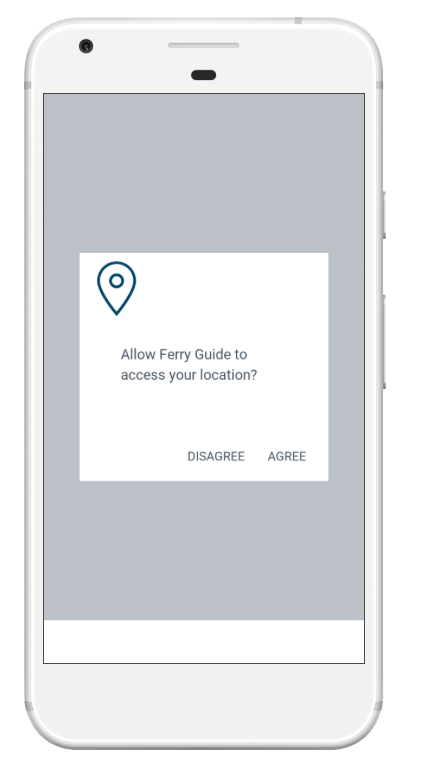 Allow Ferry Guide to
access your location?
DISAGREE AGREE